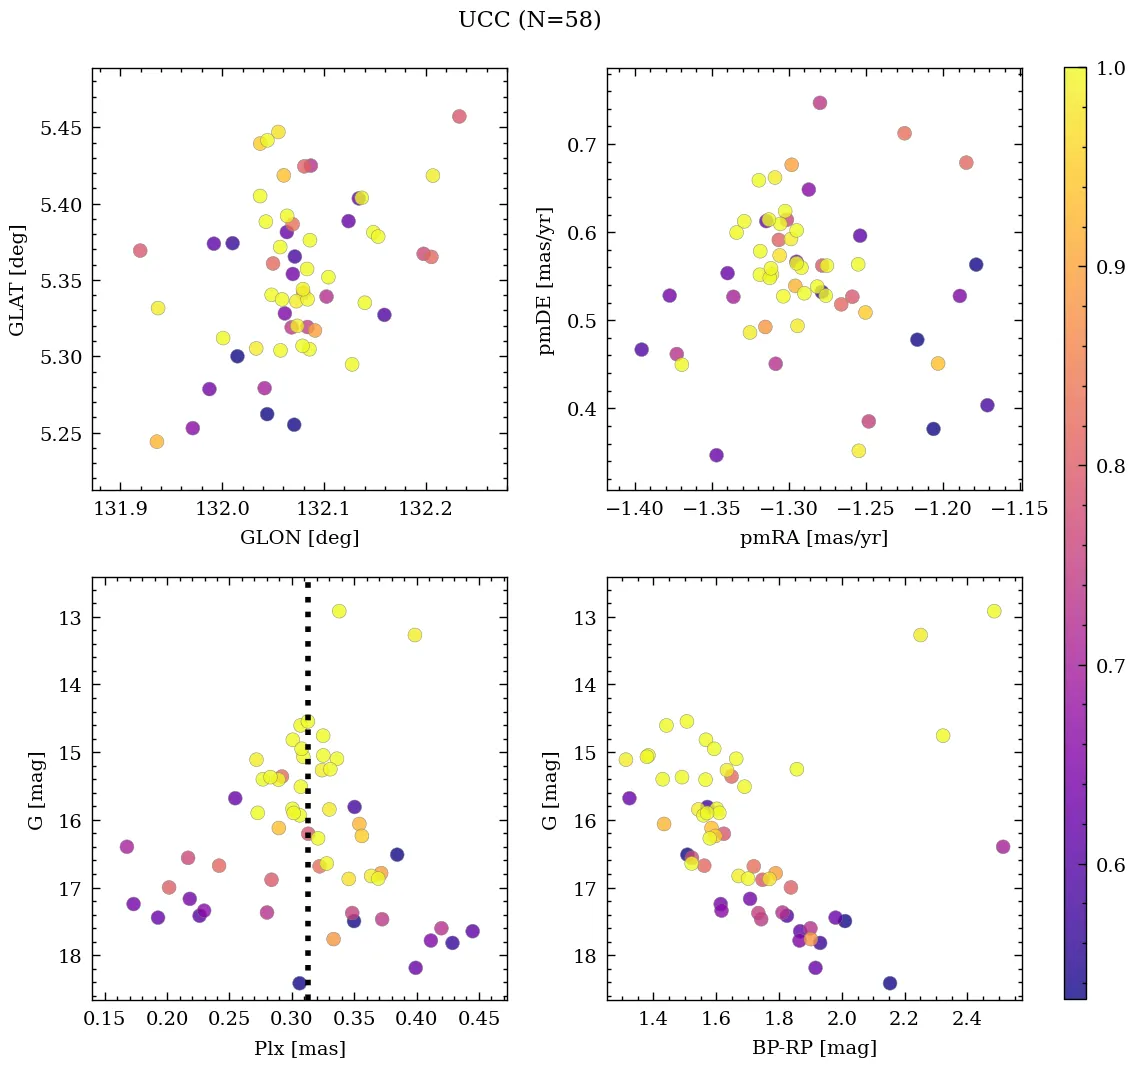 UCC (N=58)
5.45
5.40
5.35
5.30
5.25
GLAT [deg]
131.9 132.0 132.1 132.2
GLON [deg]
0.7
0.6
0.5
0.4
pmDE [mas/yr]
−1.40 −1.35 −1.30 −1.25 −1.20 −1.15
pmRA [mas/yr]
13
14
15
16
17
18
G [mag]
0.15 0.20 0.25 0.30 0.35 0.40 0.45
Plx [mas]
13
14
15
16
17
18
G [mag]
1.4 1.6 1.8 2.0 2.2 2.4
BP-RP [mag]
1.0
0.9
0.8
0.7
0.6